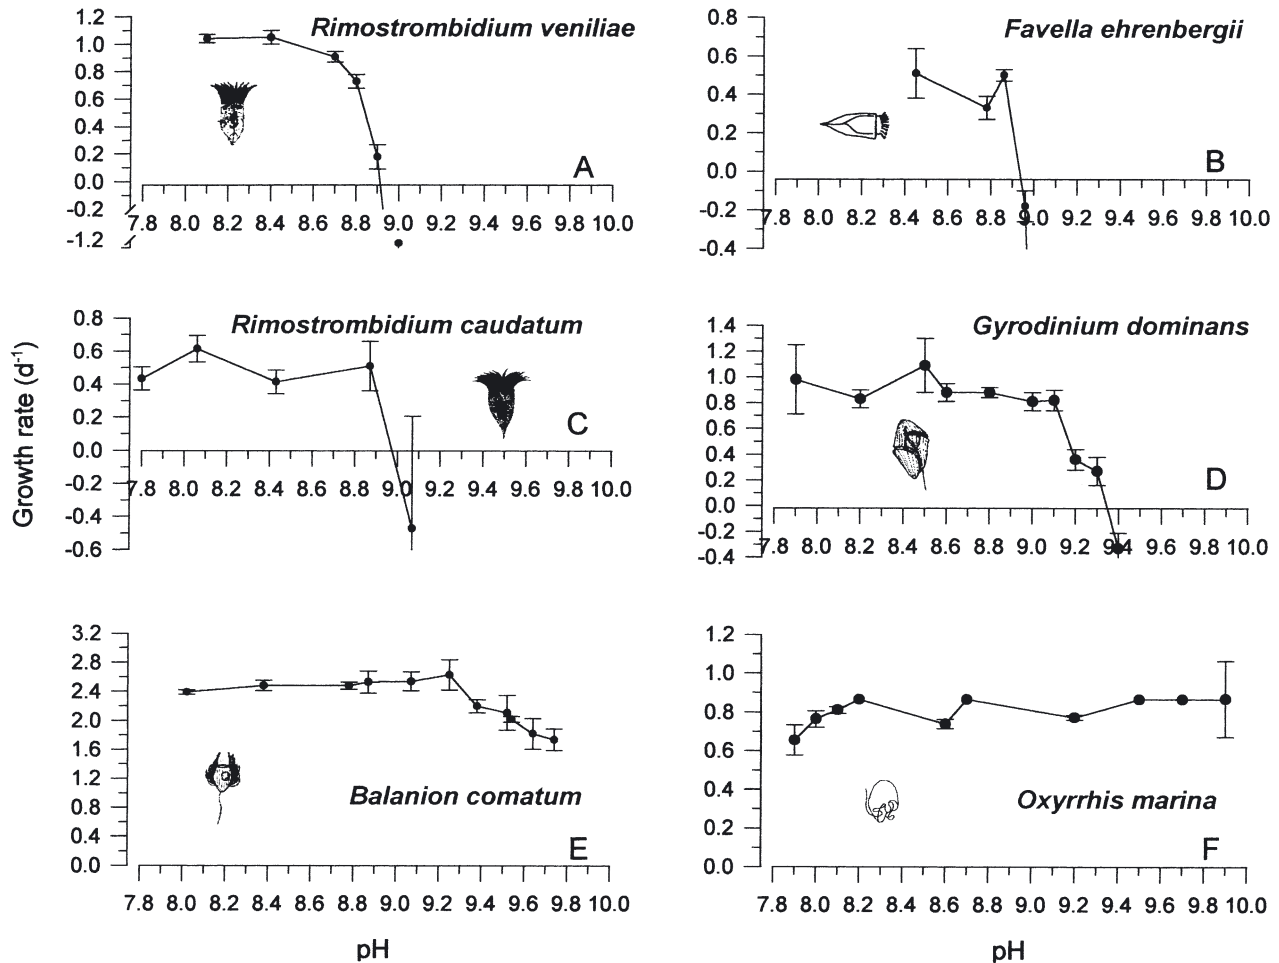 Rimostrombidium veniliae
1.2
1.0
0.8
0.6
0.4
0.2
0.0
-0.2
-1.2
A
7.8 8.0 8.2 8.4 8.6 8.8 9.0 9.2 9.4 9.6 9.8 10.0
Favella ehrenbergii
0.8
0.6
0.4
0.2
0.0
-0.2
-0.4
B
7.8 8.0 8.2 8.4 8.6 8.8 9.0 9.2 9.4 9.6 9.8 10.0
Growth rate (d-1)
Rimostrombidium caudatum
0.8
0.6
0.4
0.2
0.0
-0.2
-0.4
-0.6
C
7.8 8.0 8.2 8.4 8.6 8.8 9.0 9.2 9.4 9.6 9.8 10.0
Gyrodinium dominans
1.4
1.2
1.0
0.8
0.6
0.4
0.2
0.0
-0.2
-0.4
D
7.8 8.0 8.2 8.4 8.6 8.8 9.0 9.2 9.4 9.6 9.8 10.0
3.2
2.8
2.4
2.0
1.6
1.2
0.8
0.4
0.0
Balanion comatum
E
7.8 8.0 8.2 8.4 8.6 8.8 9.0 9.2 9.4 9.6 9.8 10.0
pH
1.2
1.0
0.8
0.6
0.4
0.2
0.0
Oxyrrhis marina
F
7.8 8.0 8.2 8.4 8.6 8.8 9.0 9.2 9.4 9.6 9.8 10.0
pH